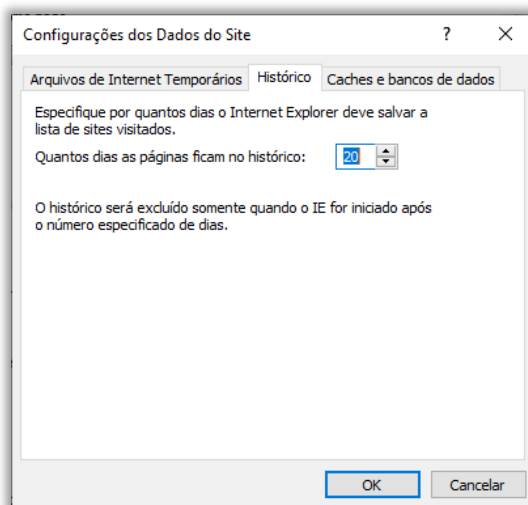 Configurações dos Dados do Site ? ×
Arquivos de Internet Temporários Histórico Caches e bancos de dados
Especifique por quantos dias o Internet Explorer deve salvar a
lista de sites visitados.
Quantos dias as páginas ficam no histórico: 20
O histórico será excluído somente quando o IE for iniciado após
o número especificado de dias.
OK Cancelar